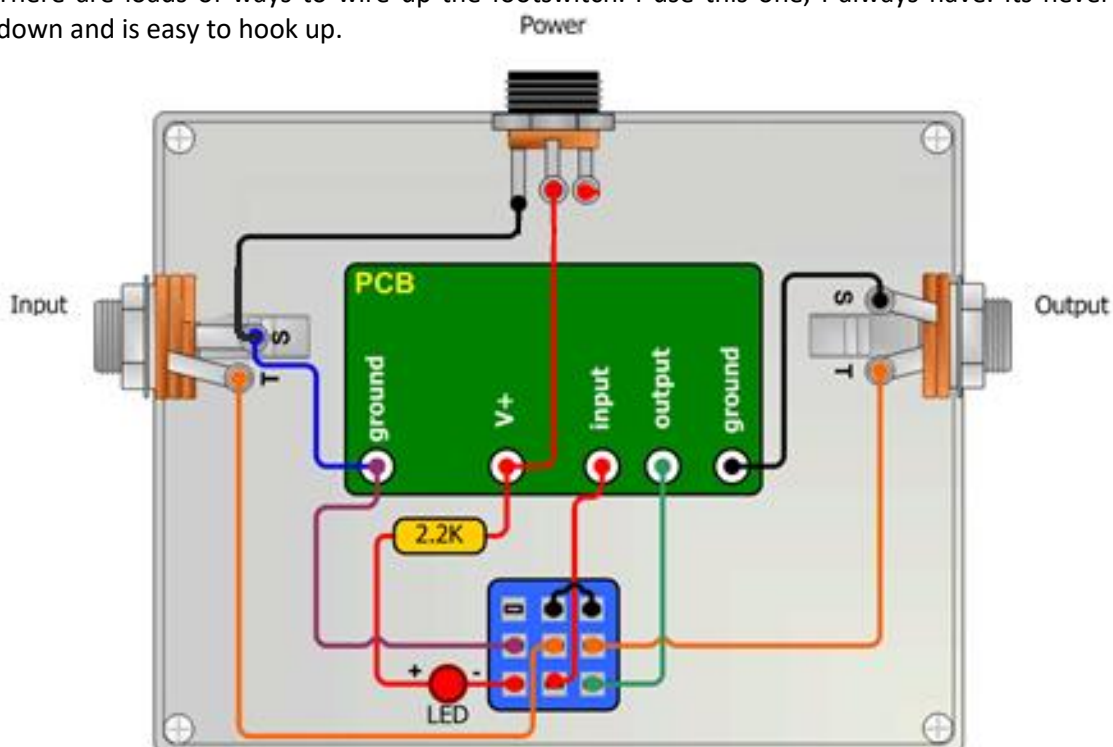 There are loads of ways to wire up the footswitch. I use this one, I always have. Its never
down and is easy to hook up.
Power
PCB
Input
Output
S
T
S
T
ground
V+
input
output
ground
2.2K
+
-
LED